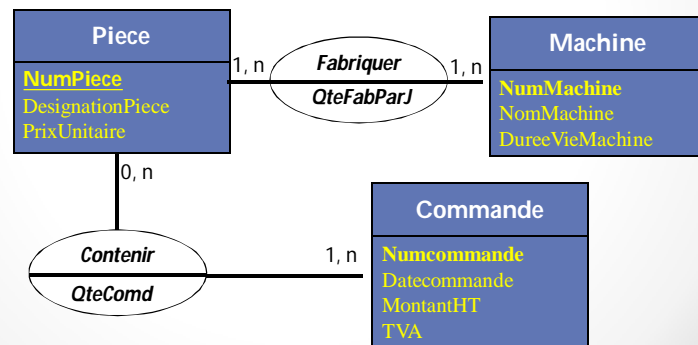 Piece
NumPiece
DesignationPiece
PrixUnitaire
1, n
Fabriquer
QteFabParJ
1, n
Machine
NumMachine
NomMachine
DureeVieMachine
0, n
Contenir
QteComd
1, n
Commande
Numcommande
Datecommande
MontantHT
TVA